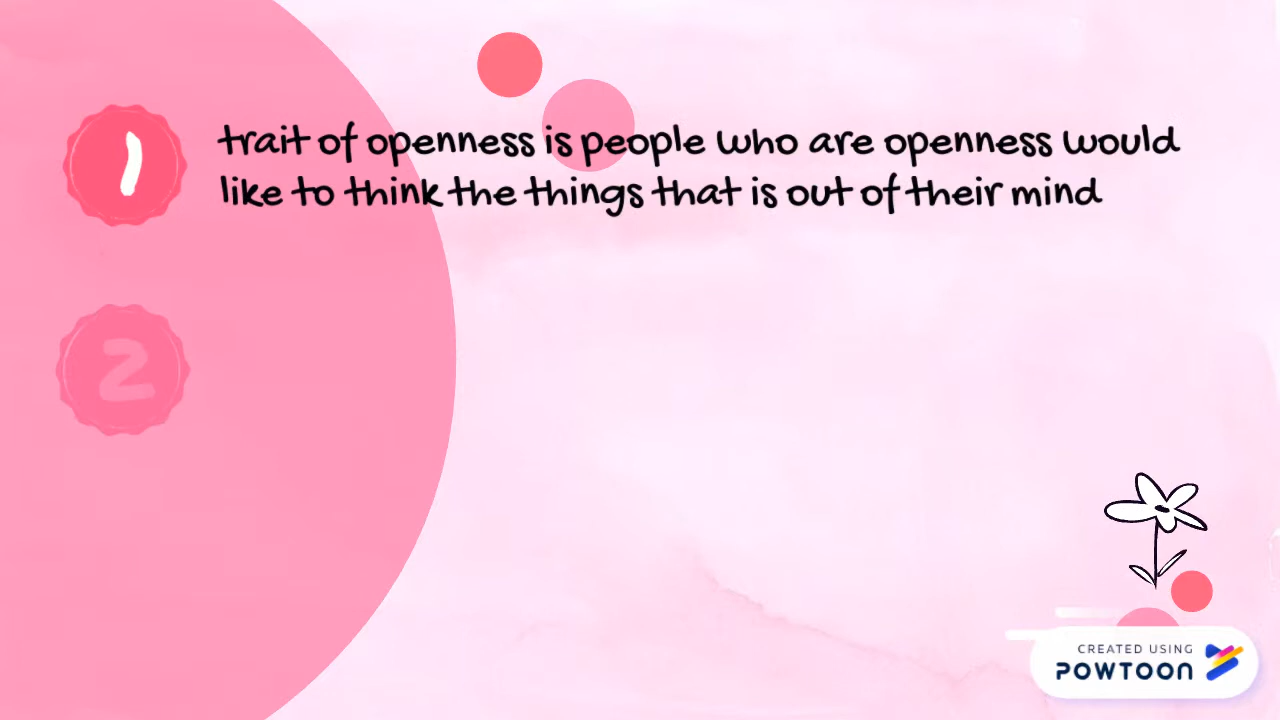 1
trait of openness is people who are openness would
like to think the things that is out of their mind
2
CREATED USING
POWTOON